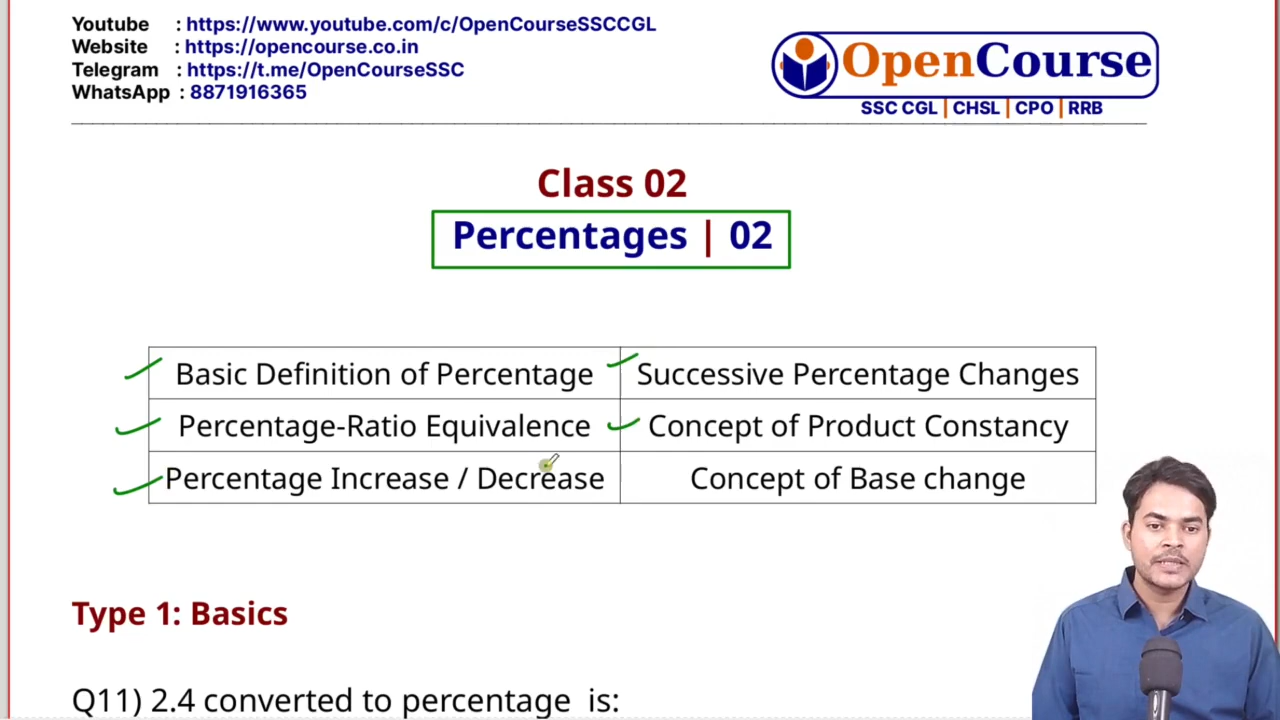 Youtube : https://www.youtube.com/c/OpenCourseSSCCGL
Website : https://opencourse.co.in
Telegram : https://t.me/OpenCourseSSC
WhatsApp : 8871916365
OpenCourse
SSC CGL | CHSL | CPO | RRB
Class 02
Percentages | 02
Basic Definition of Percentage
Successive Percentage Changes
Percentage-Ratio Equivalence
Concept of Product Constancy
Percentage Increase / Decrease
Concept of Base change
Type 1: Basics
Q11) 2.4 converted to percentage is: